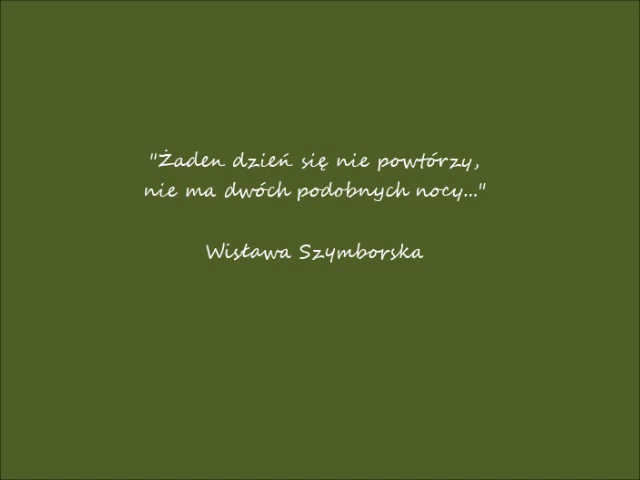 "Żaden dzień się nie powtórzy,
nie ma dwóch podobnych nocy..."
Wisława Szymborska